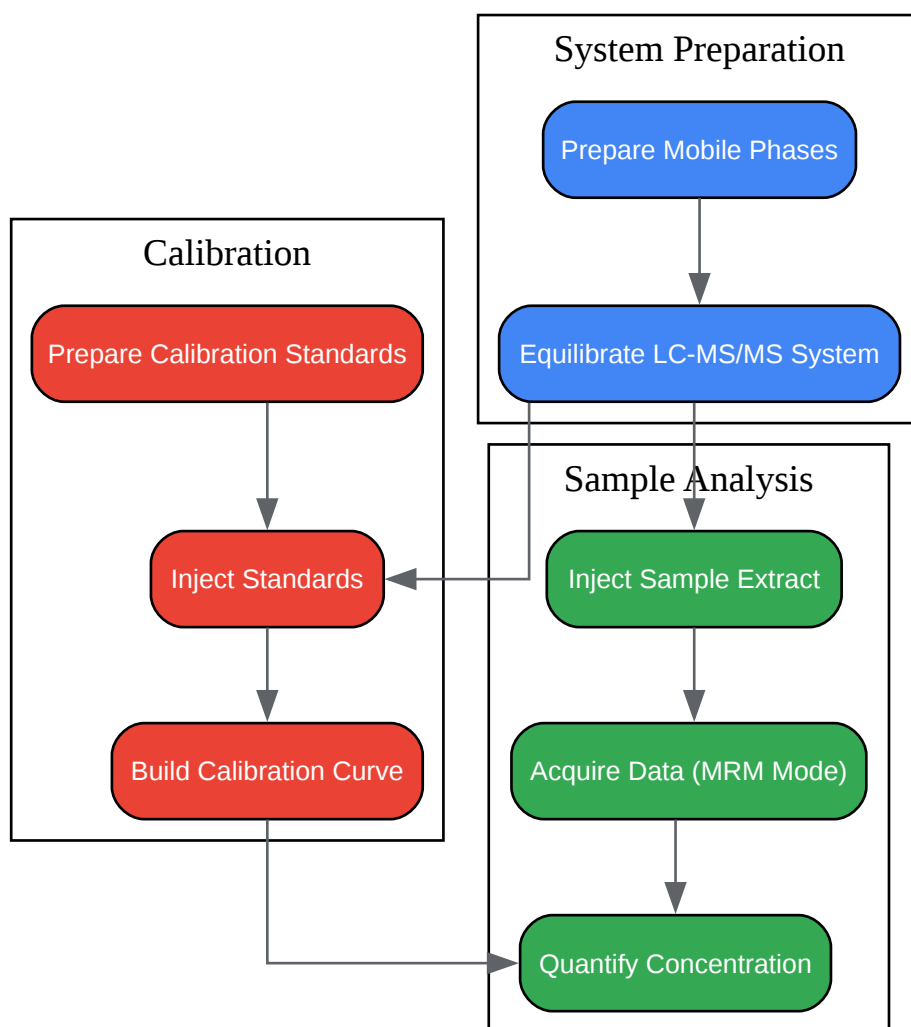 System Preparation
Prepare Mobile Phases
Equilibrate LC-MS/MS System
Calibration
Prepare Calibration Standards
Inject Standards
Build Calibration Curve
Sample Analysis
Inject Sample Extract
Acquire Data (MRM Mode)
Quantify Concentration